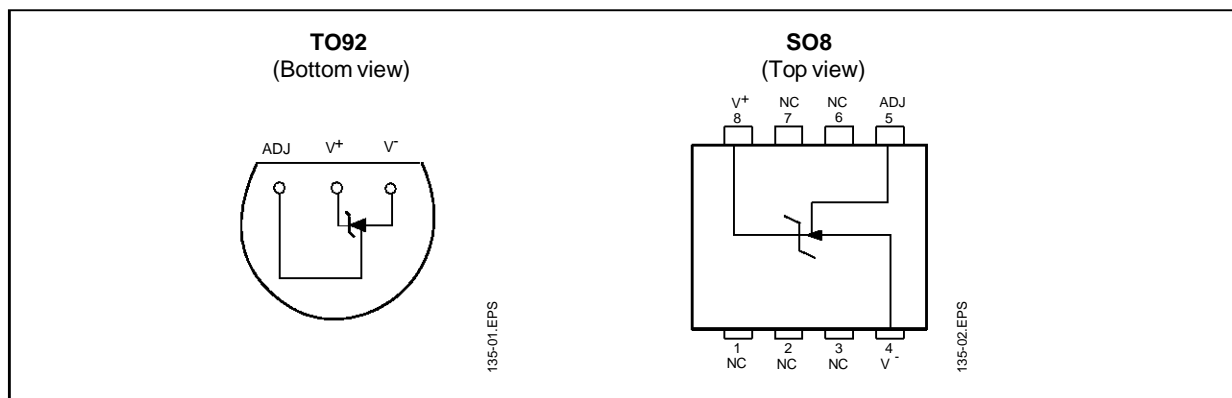 TO92
(Bottom view)
ADJ V+ V-
135-01.EPS
SO8
(Top view)
V+ NC NC ADJ
8 7 6 5
1 2 3 4
NC NC NC V -
135-02.EPS